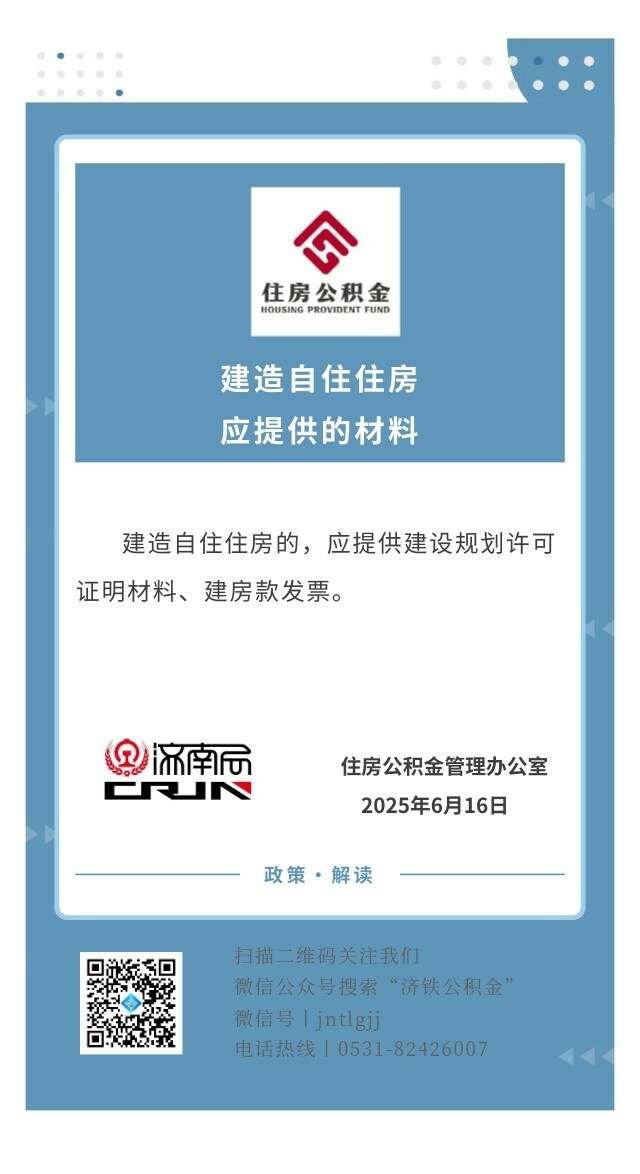 住房公积金
HOUSING PROVIDENT FUND
建造自住住房
应提供的材料
建造自住住房的，应提供建设规划许可
证明材料、建房款发票。
济南局
CRJN
住房公积金管理办公室
2025年6月16日
政策·解读
扫描二维码关注我们
微信公众号搜索“济铁公积金”
微信号丨jntlgjj
电话热线丨0531-82426007